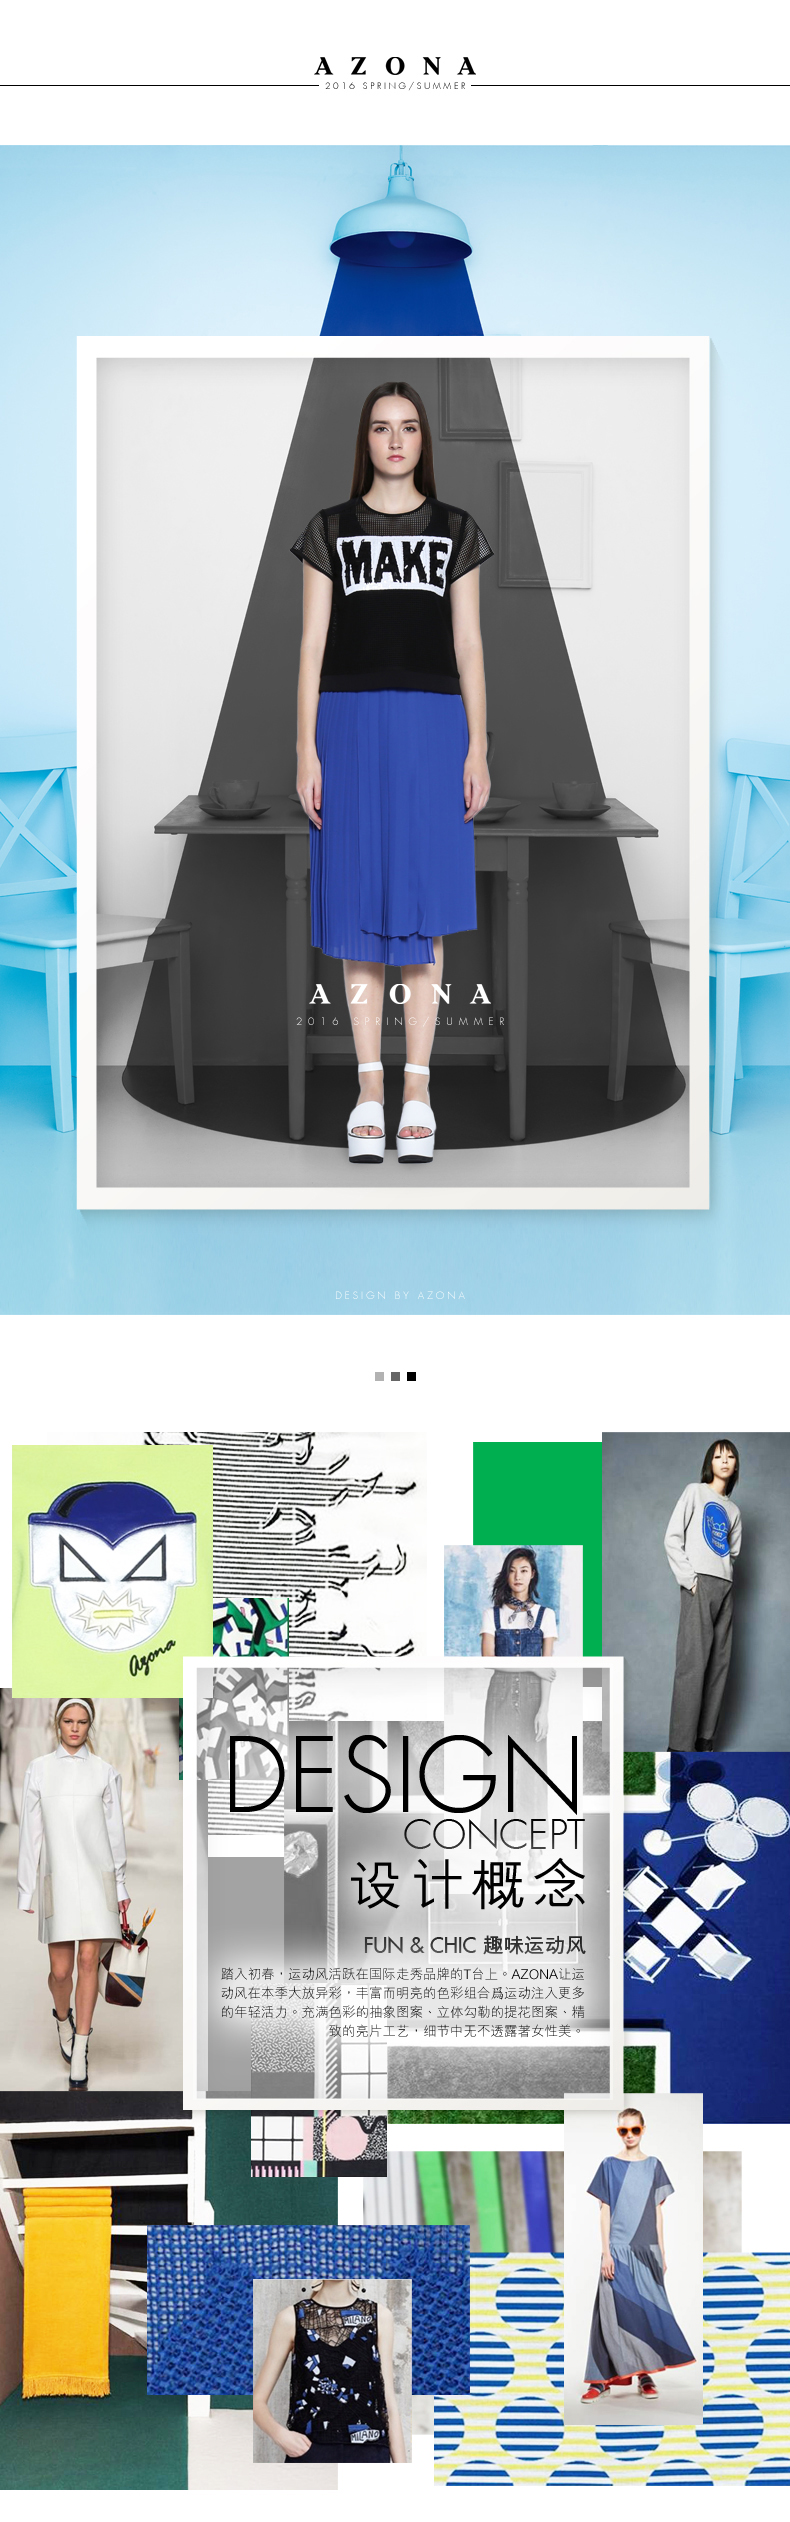 AZONA
2016 SPRING/SUMMER
MAKE
AZONA
2016 SPRING/SUMMER
DESIGN BY AZONA
Azona
DESIGN
CONCEPT
设计概念
FUN & CHIC 趣味运动风
踏入初春，运动风活跃在国际走秀品牌的T台上。AZONA让运
动风在本季大放异彩，丰富而明亮的色彩组合爲运动注入更多
的年轻活力。充满色彩的抽象图案、立体勾勒的提花图案、精
致的亮片工艺，细节中无不透露著女性美。
MILANO
MILANO